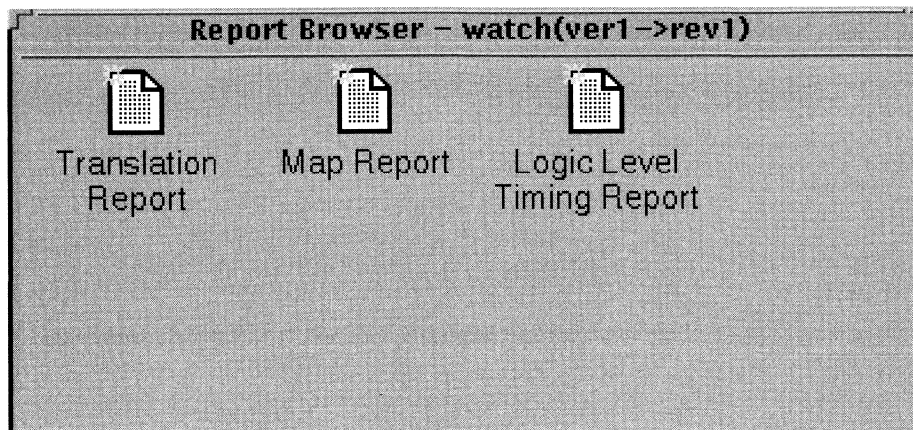 Report Browser – watch(ver1->rev1)
Translation
Report
Map Report
Logic Level
Timing Report